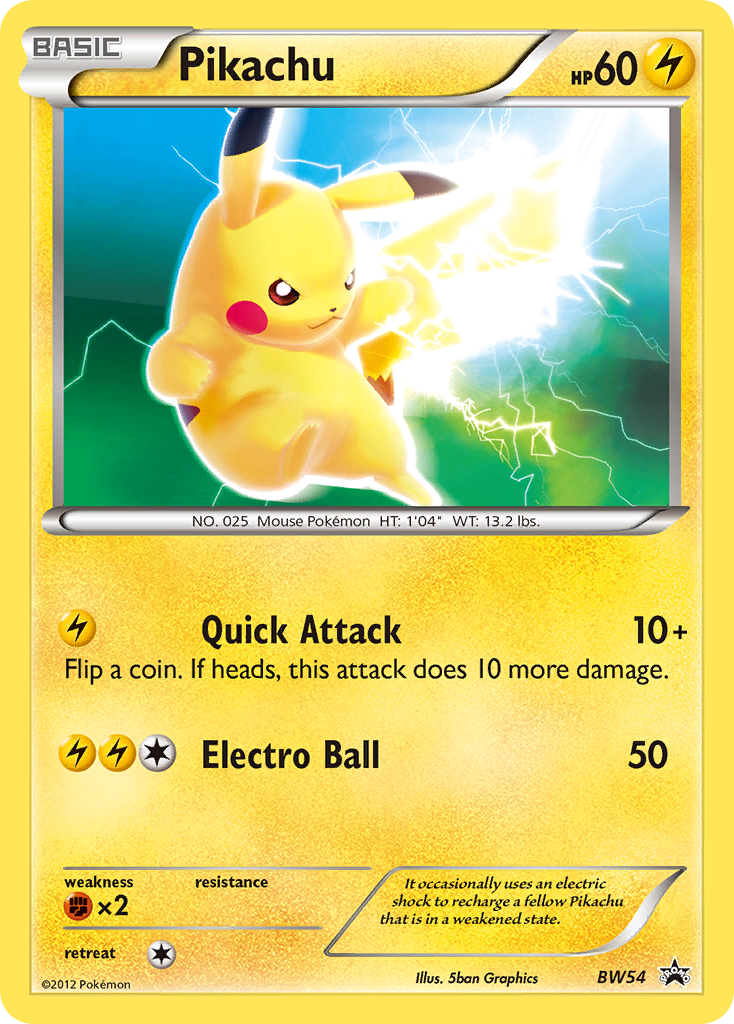 BASIC Pikachu HP60
NO. 025 Mouse Pokémon HT: 1'04" WT: 13.2 lbs.
Quick Attack 10+
Flip a coin. If heads, this attack does 10 more damage.
Electro Ball 50
weakness resistance
×2
retreat
It occasionally uses an electric
shock to recharge a fellow Pikachu
that is in a weakened state.
©2012 Pokémon Illus. 5ban Graphics BW54 PROMO